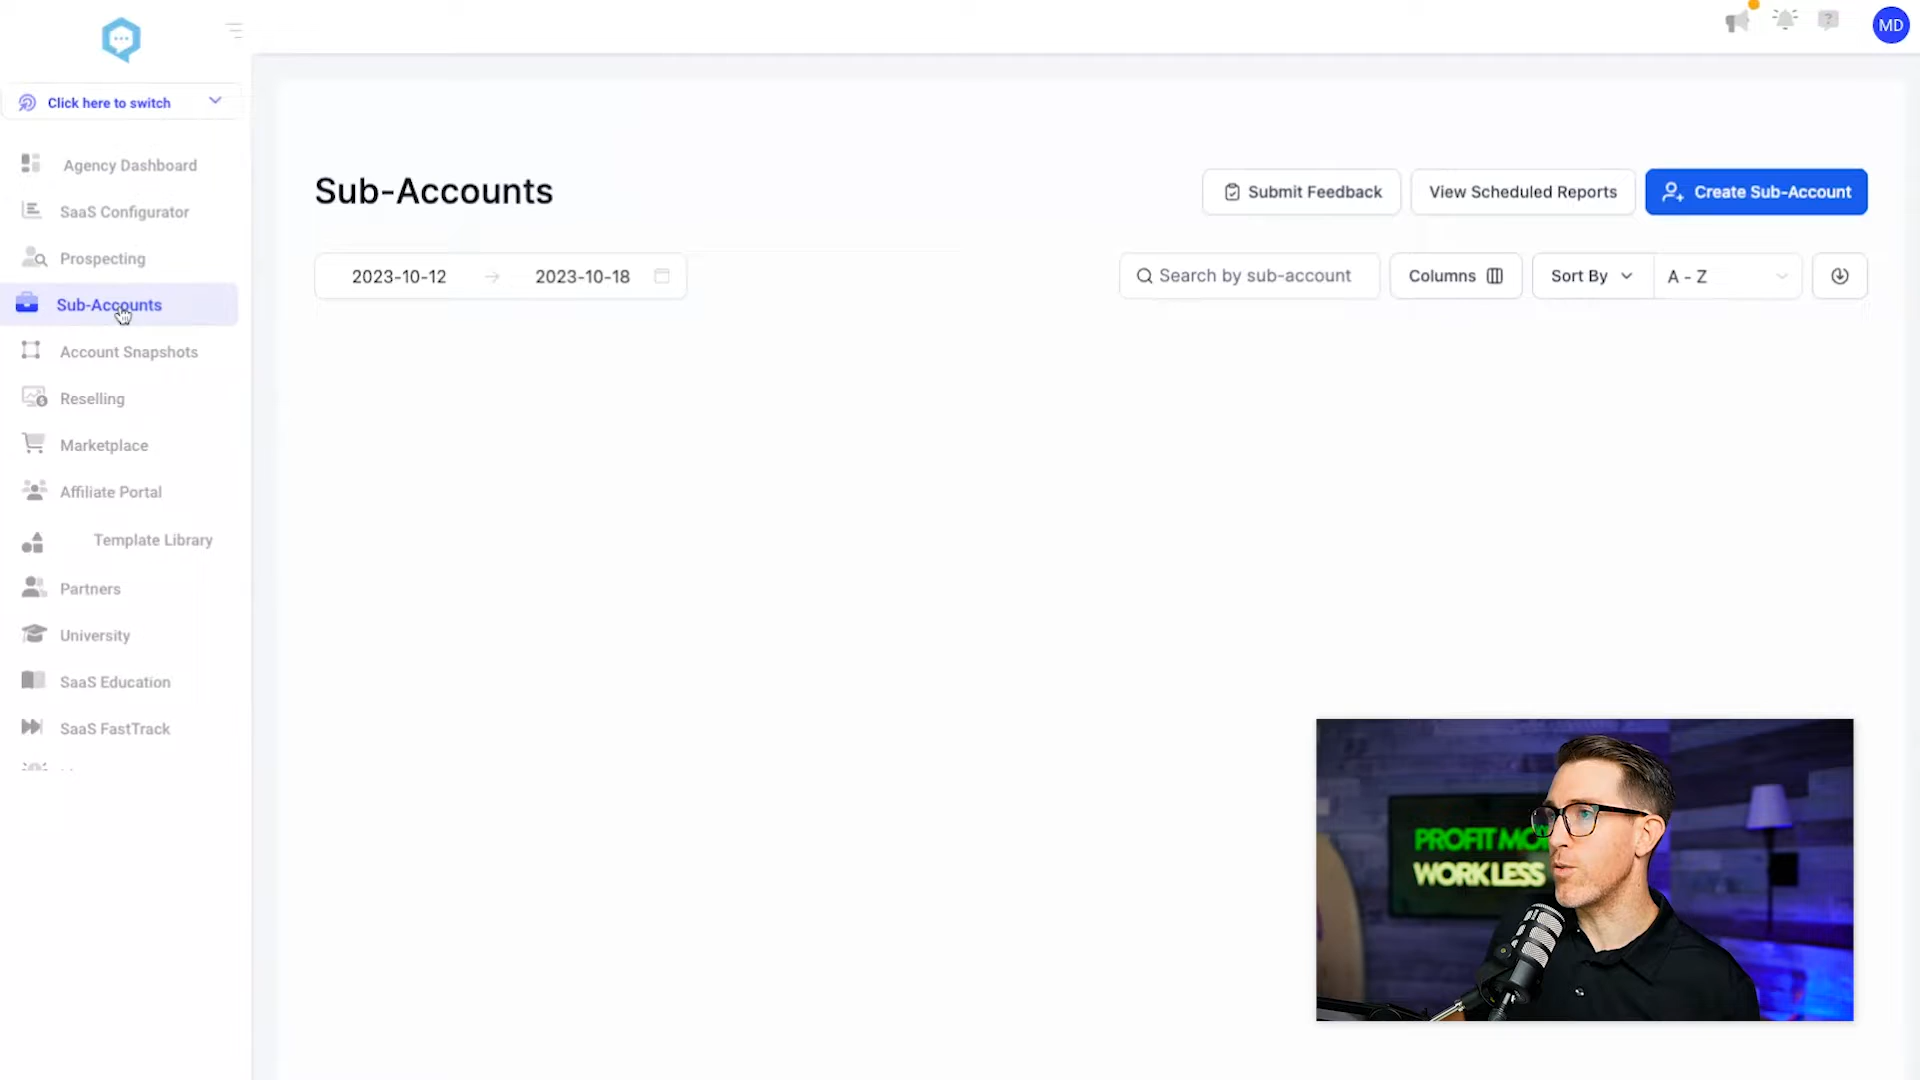 MD
Click here to switch
Agency Dashboard
SaaS Configurator
Prospecting
Sub-Accounts
Account Snapshots
Reselling
Marketplace
Affiliate Portal
Template Library
Partners
University
SaaS Education
SaaS FastTrack
Sub-Accounts
Submit Feedback
View Scheduled Reports
Create Sub-Account
2023-10-12
2023-10-18
Search by sub-account
Columns
Sort By
A - Z
PROFIT MO
WORK LESS